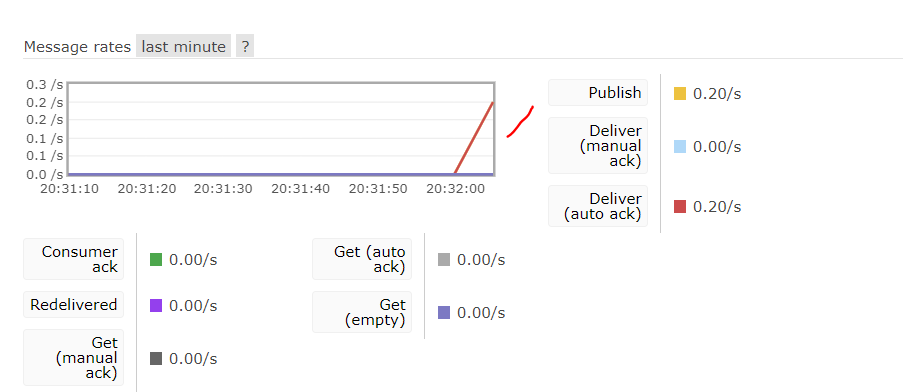 Message rates last minute ?
0.3 /s
0.2 /s
0.2 /s
0.1 /s
0.1 /s
0.0 /s
20:31:10 20:31:20 20:31:30 20:31:40 20:31:50 20:32:00
Publish 0.20/s
Deliver
(manual
ack) 0.00/s
Deliver
(auto ack) 0.20/s
Consumer
ack 0.00/s
Redelivered 0.00/s
Get
(manual
ack) 0.00/s
Get (auto
ack) 0.00/s
Get
(empty) 0.00/s